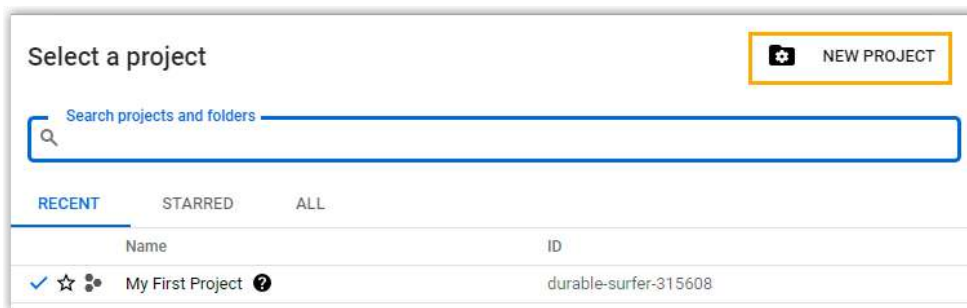 Select a project
NEW PROJECT
Search projects and folders
RECENT STARRED ALL
Name ID
My First Project durable-surfer-315608